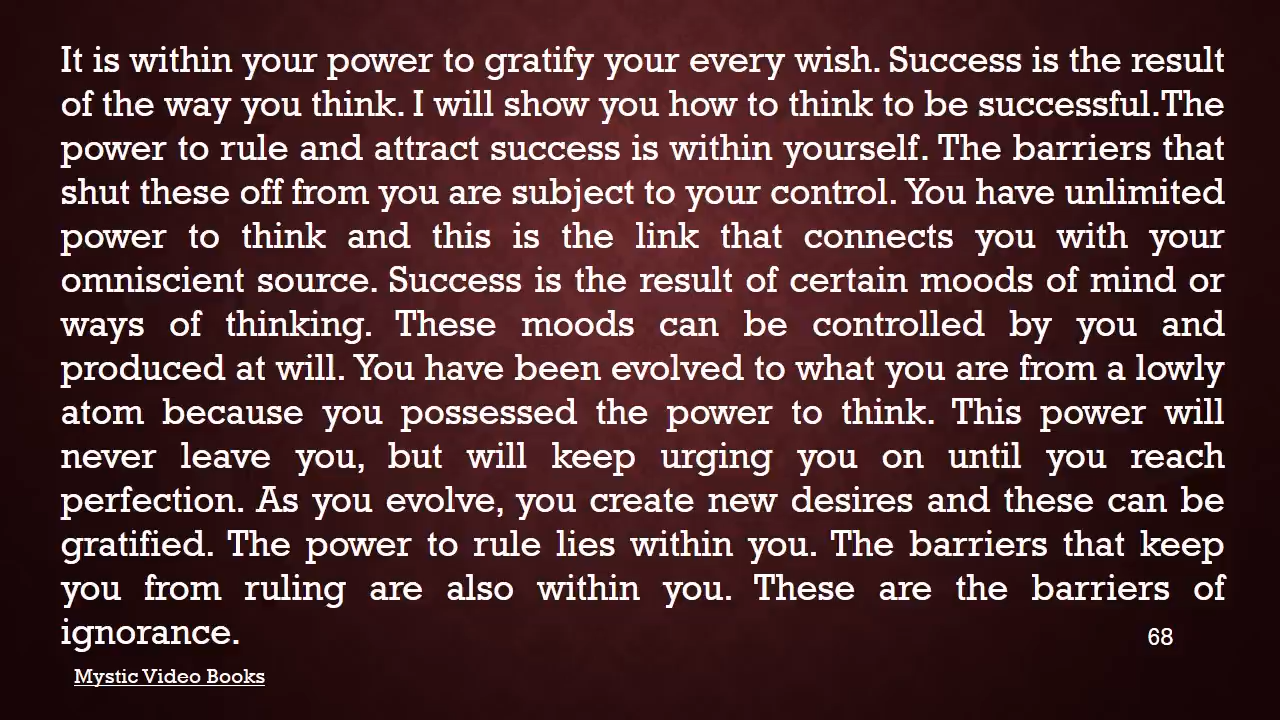 It is within your power to gratify your every wish. Success is the result
of the way you think. I will show you how to think to be successful.The
power to rule and attract success is within yourself. The barriers that
shut these off from you are subject to your control. You have unlimited
power to think and this is the link that connects you with your
omniscient source. Success is the result of certain moods of mind or
ways of thinking. These moods can be controlled by you and
produced at will. You have been evolved to what you are from a lowly
atom because you possessed the power to think. This power will
never leave you, but will keep urging you on until you reach
perfection. As you evolve, you create new desires and these can be
gratified. The power to rule lies within you. The barriers that keep
you from ruling are also within you. These are the barriers of
ignorance.
68
Mystic Video Books